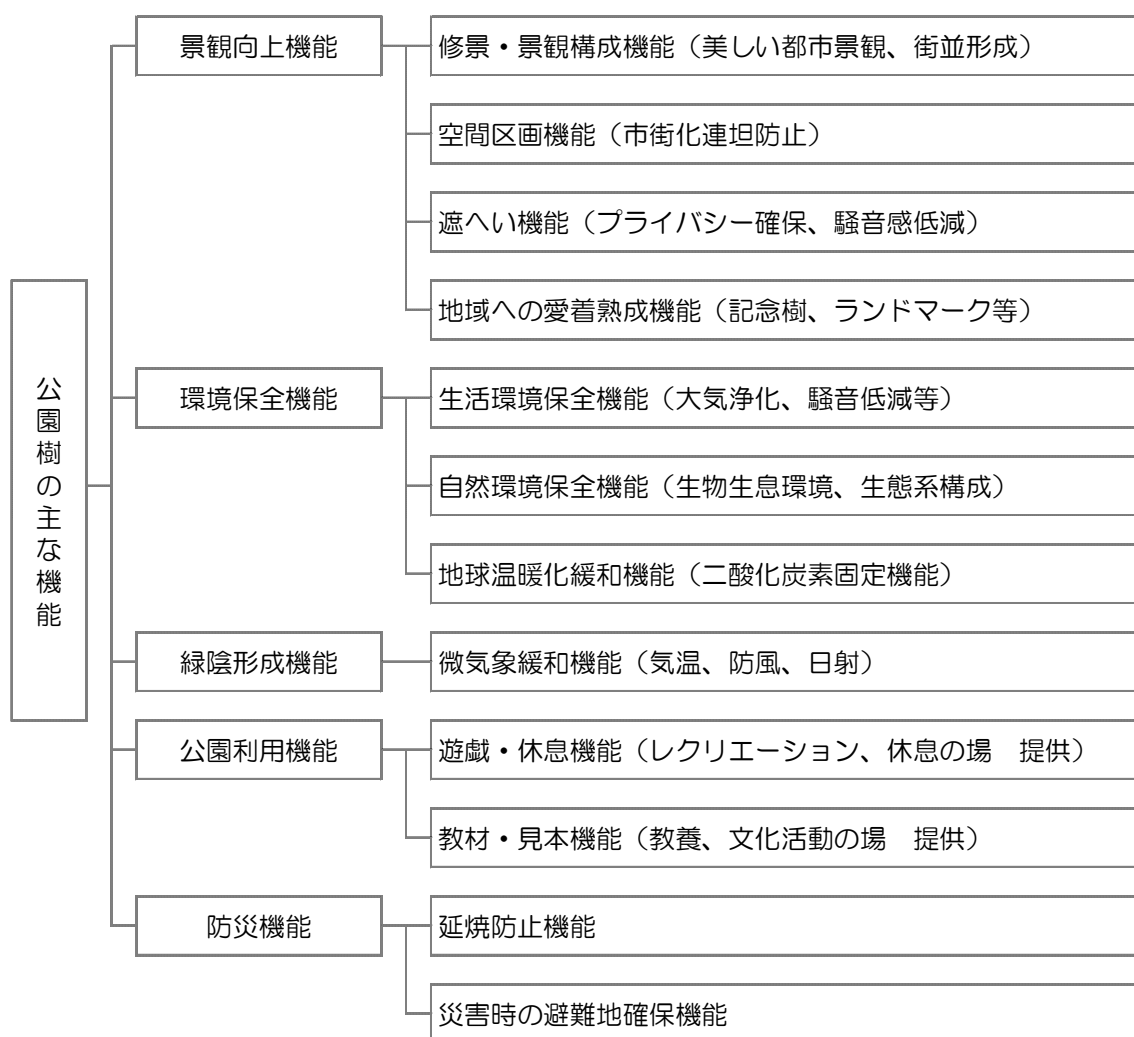 公園樹の主な機能
景観向上機能
修景・景観構成機能（美しい都市景観、街並形成）
空間区画機能（市街化連坦防止）
遮へい機能（プライバシー確保、騒音感低減）
地域への愛着熟成機能（記念樹、ランドマーク等）
環境保全機能
生活環境保全機能（大気浄化、騒音低減等）
自然環境保全機能（生物生息環境、生態系構成）
地球温暖化緩和機能（二酸化炭素固定機能）
緑陰形成機能
微気象緩和機能（気温、防風、日射）
公園利用機能
遊戯・休息機能（レクリエーション、休息の場　提供）
教材・見本機能（教養、文化活動の場　提供）
防災機能
延焼防止機能
災害時の避難地確保機能